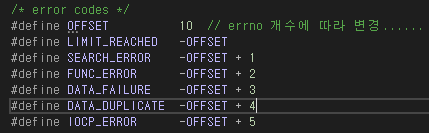 /* error codes */
#define OFFSET 10 // errno 개수에 따라 변경......
#define LIMIT_REACHED -OFFSET
#define SEARCH_ERROR -OFFSET + 1
#define FUNC_ERROR -OFFSET + 2
#define DATA_FAILURE -OFFSET + 3
#define DATA_DUPLICATE -OFFSET + 4
#define IOCP_ERROR -OFFSET + 5